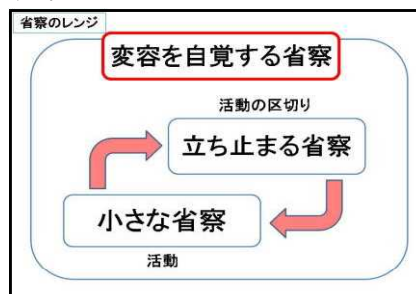 省察のレンジ
変容を自覚する省察
活動の区切り
立ち止まる省察
小さな省察
活動